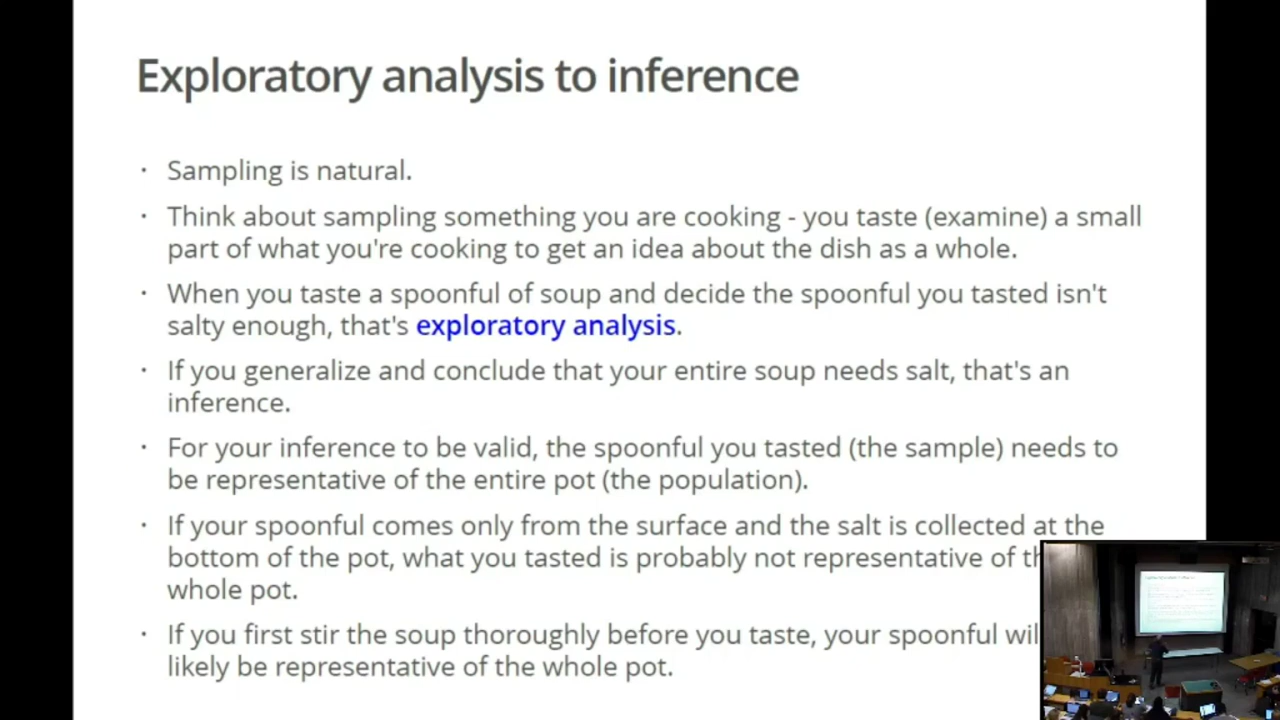 Exploratory analysis to inference
· Sampling is natural.
· Think about sampling something you are cooking - you taste (examine) a small
part of what you're cooking to get an idea about the dish as a whole.
· When you taste a spoonful of soup and decide the spoonful you tasted isn't
salty enough, that's exploratory analysis.
· If you generalize and conclude that your entire soup needs salt, that's an
inference.
· For your inference to be valid, the spoonful you tasted (the sample) needs to
be representative of the entire pot (the population).
· If your spoonful comes only from the surface and the salt is collected at the
bottom of the pot, what you tasted is probably not representative of
whole pot.
· If you first stir the soup thoroughly before you taste, your spoonful
likely be representative of the whole pot.